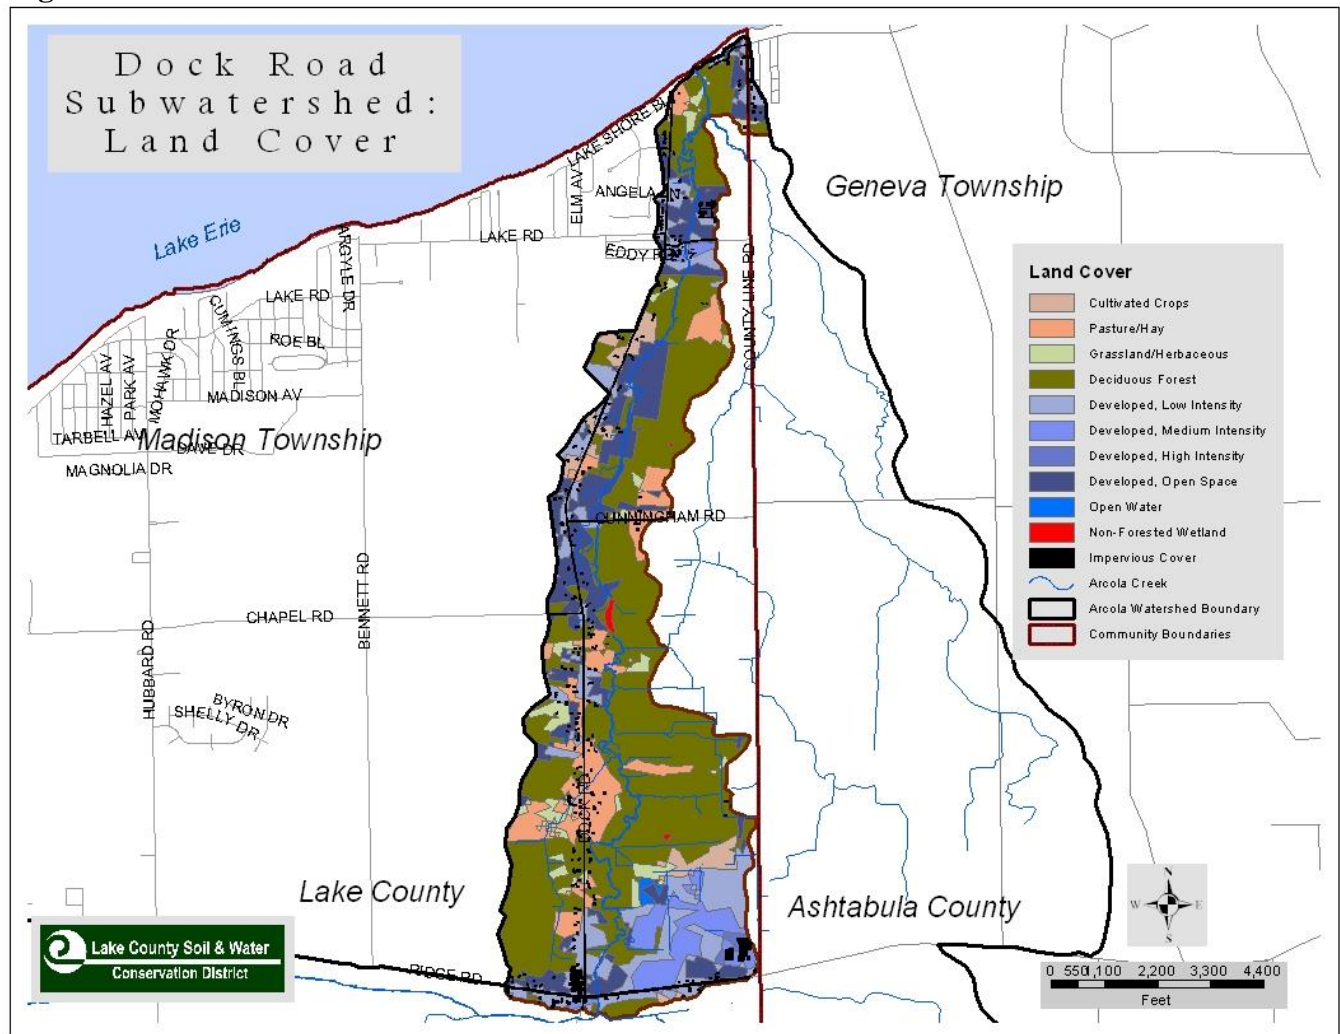 Dock Road
Subwatershed:
Land Cover
Lake Erie
Geneva Township
LAKE SHORE BL
ELM AV
LAKE RD
COUNTY LINE RD
ARGYLE DR
LAKE RD
CUMINGS BL
ROE BL
HAZEL AV
PARK AV
MOHAWK DR
MADISON AV
TARBELL AV
Madison Township
DAVE DR
MAGNOLIA DR
CUNNINGHAM RD
BENNETT RD
CHAPEL RD
HUBBARD RD
BYRON DR
SHELLY DR
DOCK RD
Lake County
Ashtabula County
RIDGE RD
Land Cover
Cultivated Crops
Pasture/Hay
Grassland/Herbaceous
Deciduous Forest
Developed, Low Intensity
Developed, Medium Intensity
Developed, High Intensity
Developed, Open Space
Open Water
Non-Forested Wetland
Impervious Cover
Arcola Creek
Arcola Watershed Boundary
Community Boundaries
N
W E
S
0 550 1,100 2,200 3,300 4,400
Feet
Lake County Soil & Water
Conservation District